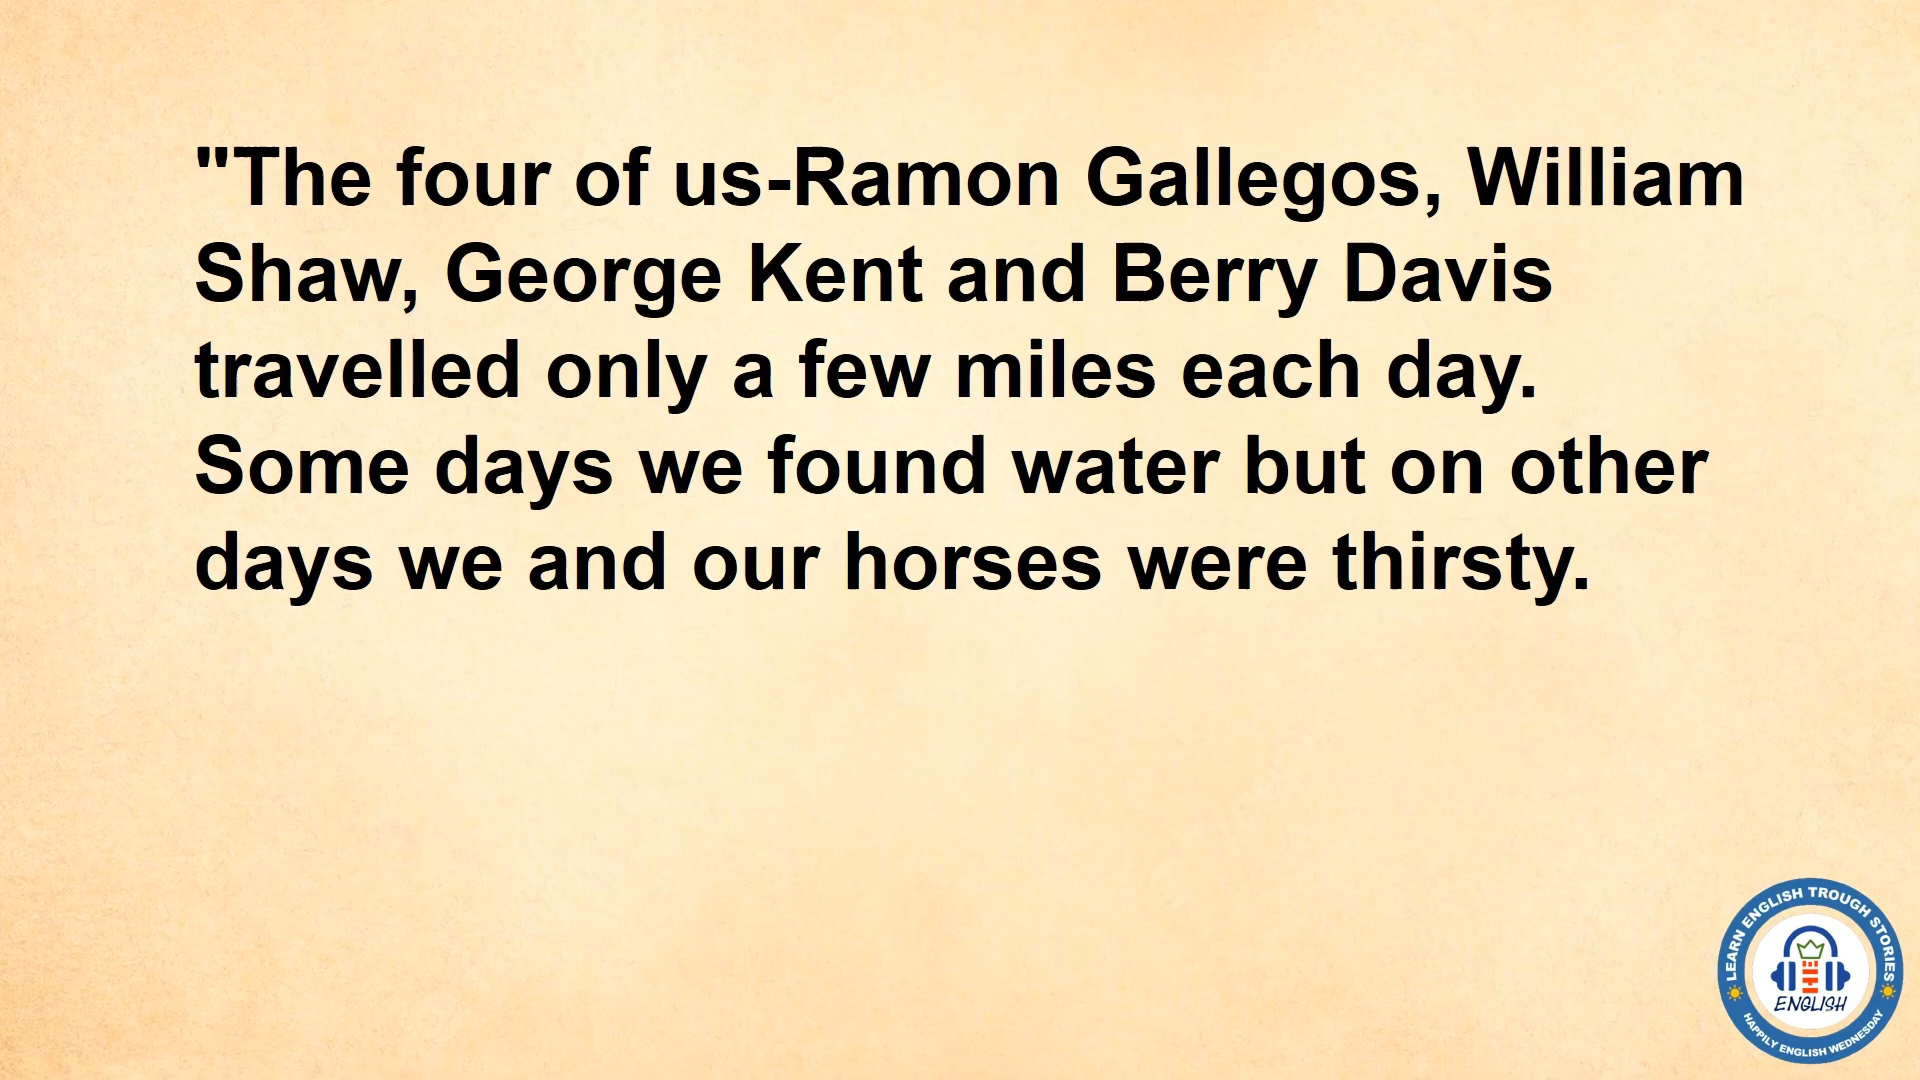 "The four of us-Ramon Gallegos, William
Shaw, George Kent and Berry Davis
travelled only a few miles each day.
Some days we found water but on other
days we and our horses were thirsty.
LEARN ENGLISH TROUGH STORIES
ENGLISH
HAPPILY ENGLISH WEDNESDAY